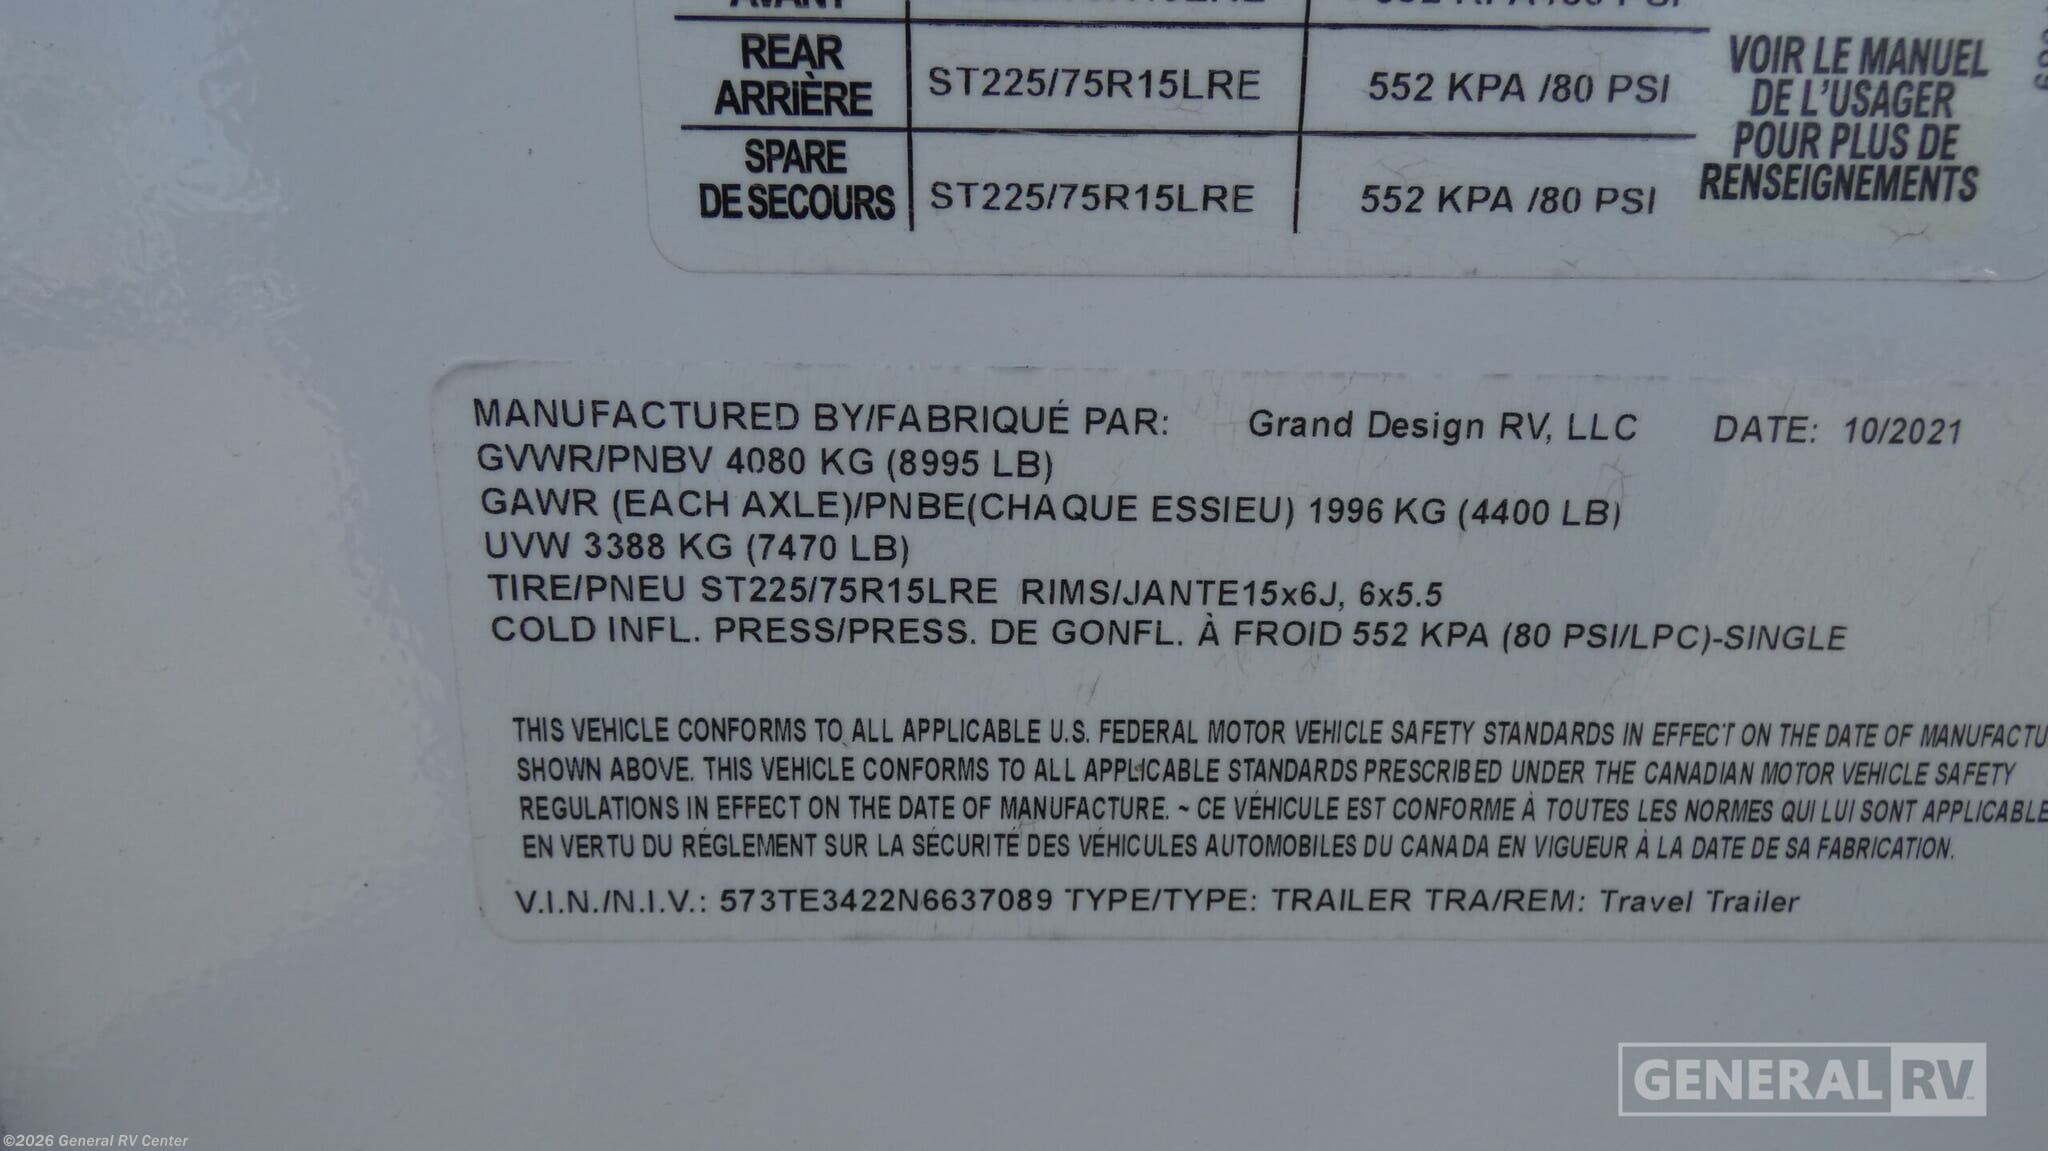 AVANT
552 KPA /80 PSI
REAR
ARRIÈRE
ST225/75R15LRE
552 KPA /80 PSI
SPARE
DE SECOURS
ST225/75R15LRE
552 KPA /80 PSI
VOIR LE MANUEL
DE L'USAGER
POUR PLUS DE
RENSEIGNEMENTS
MANUFACTURED BY/FABRIQUÉ PAR: Grand Design RV, LLC DATE: 10/2021
GVWR/PNBV 4080 KG (8995 LB)
GAWR (EACH AXLE)/PNBE(CHAQUE ESSIEU) 1996 KG (4400 LB)
UVW 3388 KG (7470 LB)
TIRE/PNEU ST225/75R15LRE RIMS/JANTE15x6J, 6x5.5
COLD INFL. PRESS/PRESS. DE GONFL. À FROID 552 KPA (80 PSI/LPC)-SINGLE
THIS VEHICLE CONFORMS TO ALL APPLICABLE U.S. FEDERAL MOTOR VEHICLE SAFETY STANDARDS IN EFFECT ON THE DATE OF MANUFACTU
SHOWN ABOVE. THIS VEHICLE CONFORMS TO ALL APPLICABLE STANDARDS PRESCRIBED UNDER THE CANADIAN MOTOR VEHICLE SAFETY
REGULATIONS IN EFFECT ON THE DATE OF MANUFACTURE. ~ CE VÉHICULE EST CONFORME À TOUTES LES NORMES QUI LUI SONT APPLICABLE
EN VERTU DU RÉGLEMENT SUR LA SÉCURITÉ DES VÉHICULES AUTOMOBILES DU CANADA EN VIGUEUR À LA DATE DE SA FABRICATION.
V.I.N./N.I.V.: 573TE3422N6637089 TYPE/TYPE: TRAILER TRA/REM: Travel Trailer
GENERAL RV
©2026 General RV Center